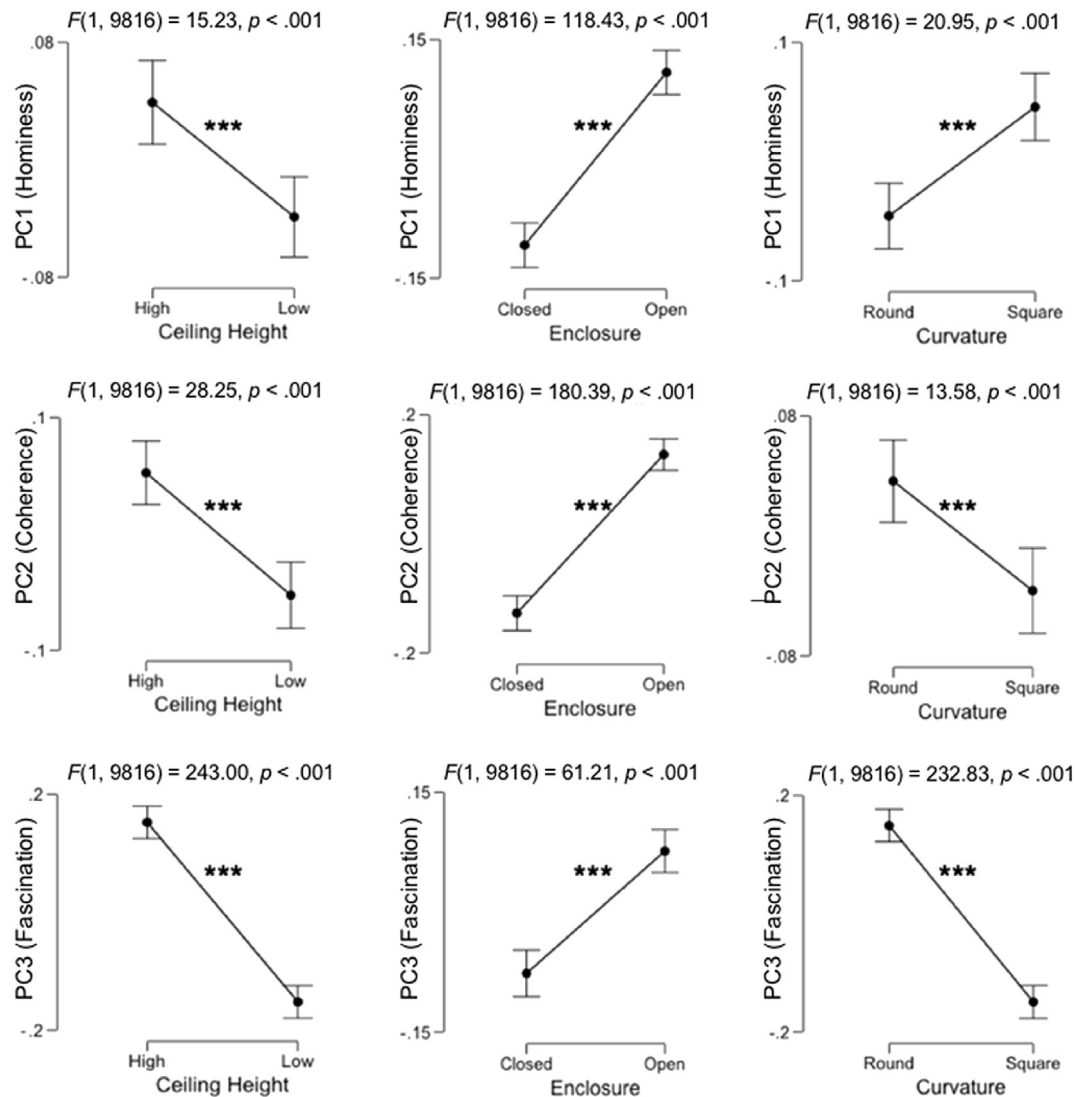 F(1, 9816) = 15.23, p < .001
F(1, 9816) = 118.43, p < .001
F(1, 9816) = 20.95, p < .001
.08
.15
.1
PC1 (Hominess)
***
PC1 (Hominess)
***
PC1 (Hominess)
***
-.08
-.15
-.1
High
Low
Closed
Open
Round
Square
Ceiling Height
Enclosure
Curvature
F(1, 9816) = 28.25, p < .001
F(1, 9816) = 180.39, p < .001
F(1, 9816) = 13.58, p < .001
.1
.2
.08
PC2 (Coherence)
***
PC2 (Coherence)
***
PC2 (Coherence)
***
-.1
-.2
-.08
High
Low
Closed
Open
Round
Square
Ceiling Height
Enclosure
Curvature
F(1, 9816) = 243.00, p < .001
F(1, 9816) = 61.21, p < .001
F(1, 9816) = 232.83, p < .001
.2
.15
.2
PC3 (Fascination)
***
PC3 (Fascination)
***
PC3 (Fascination)
***
-.2
-.15
-.2
High
Low
Closed
Open
Round
Square
Ceiling Height
Enclosure
Curvature